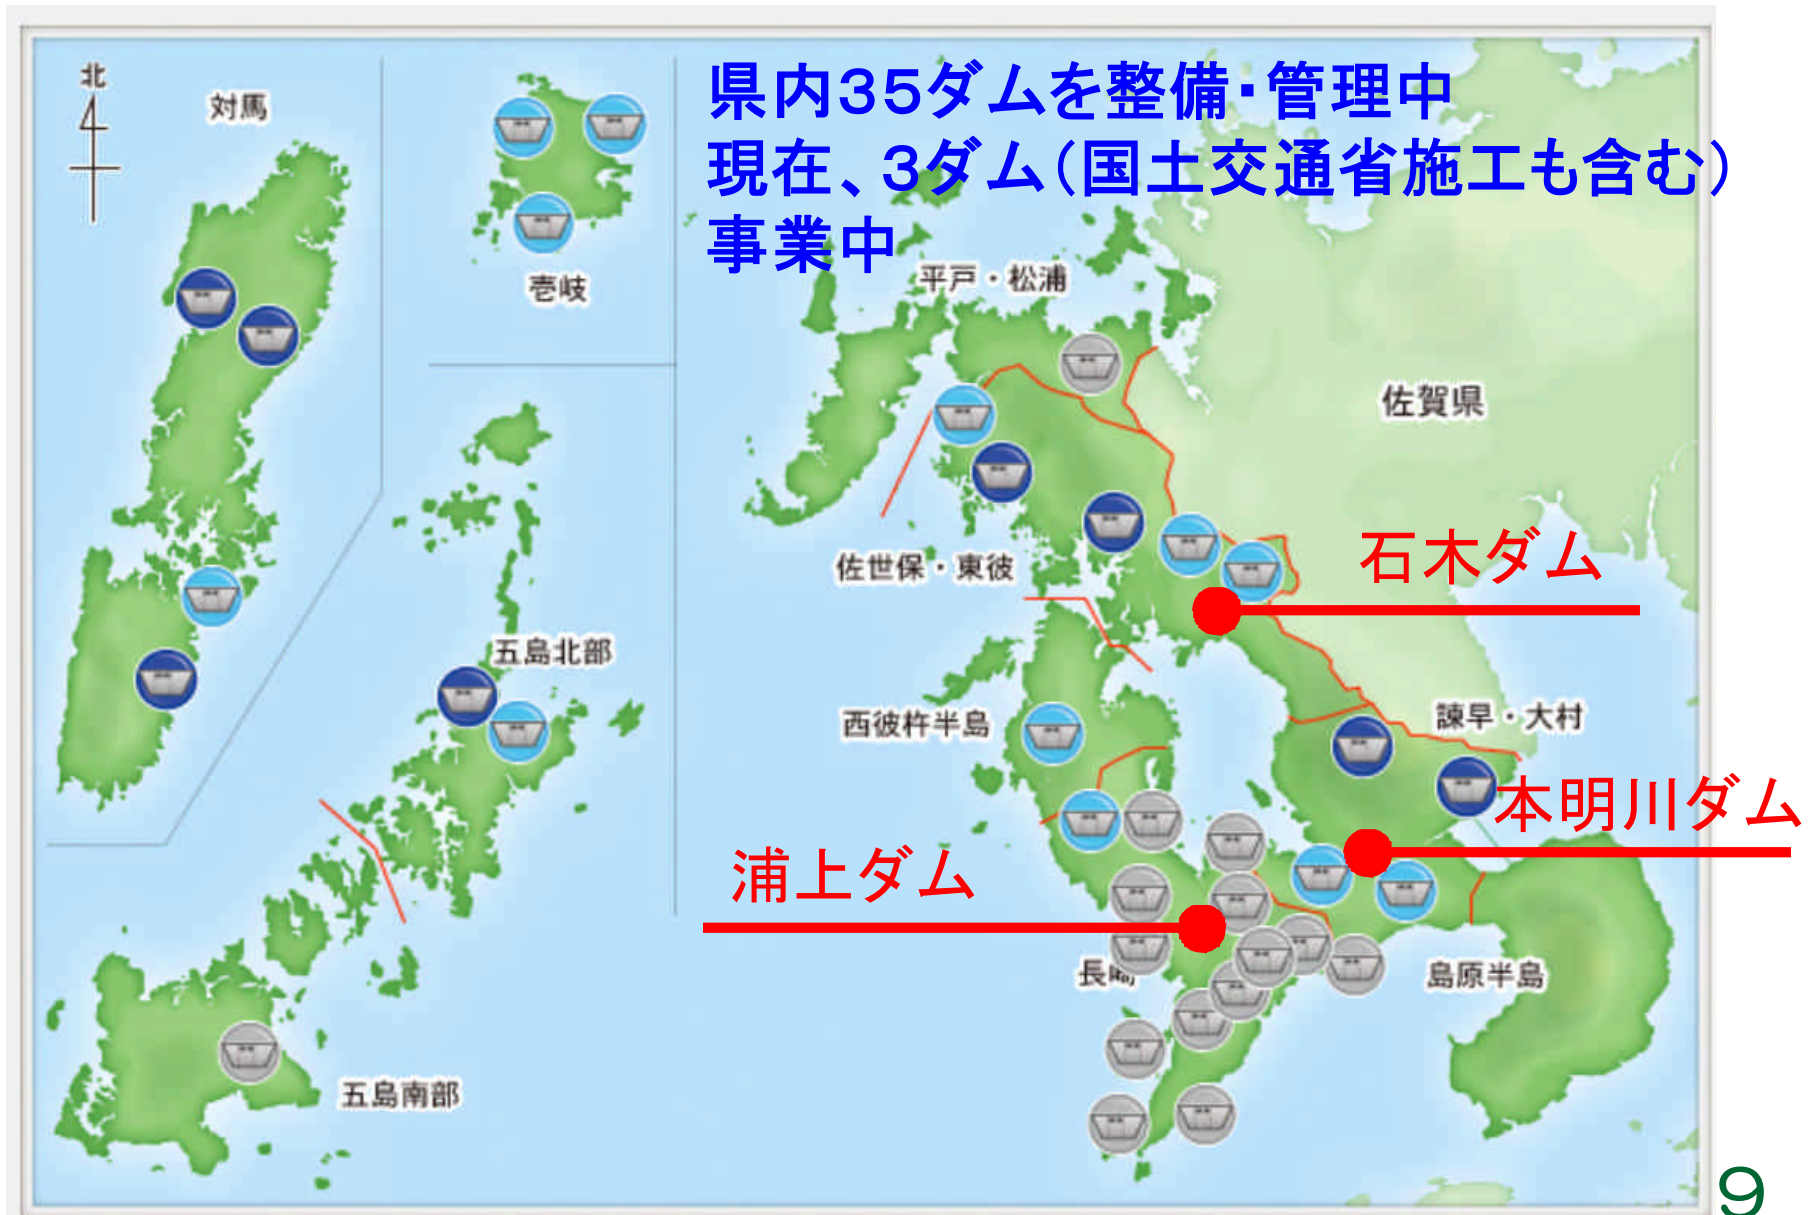 北
対馬
壱岐
県内35ダムを整備・管理中
現在、3ダム(国土交通省施工も含む)
事業中
平戸・松浦
佐賀県
石木ダム
佐世保・東彼
五島北部
西彼杵半島
諫早・大村
本明川ダム
浦上ダム
長崎
島原半島
五島南部
9